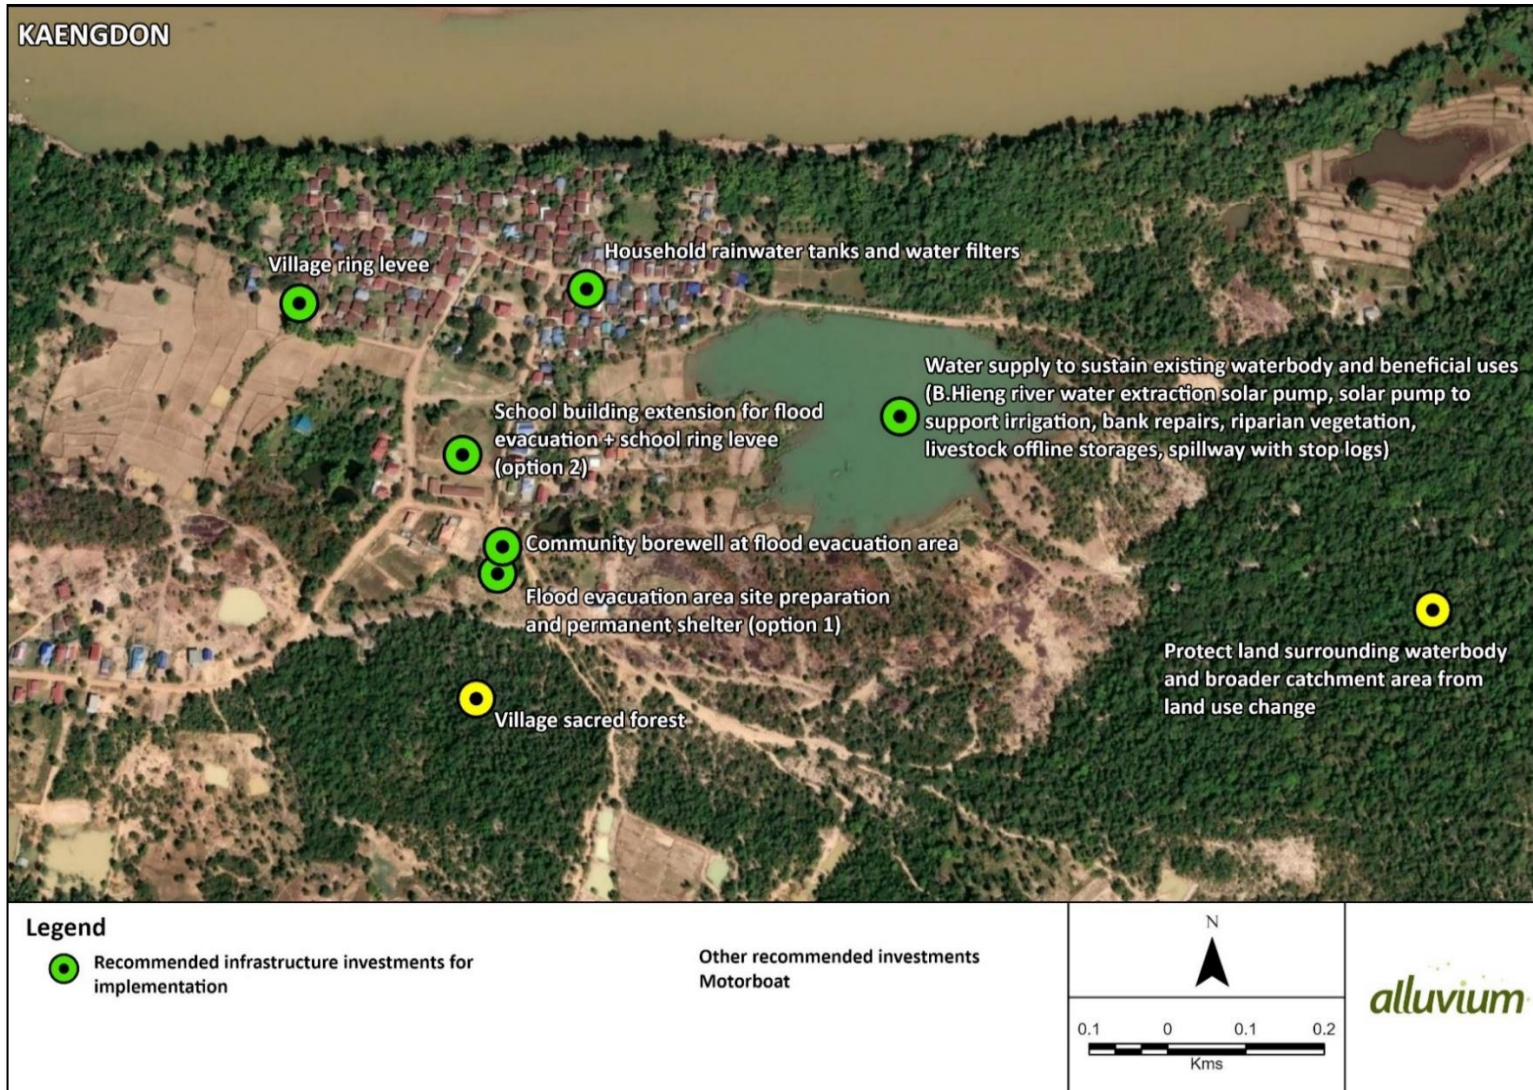 KAENGDON
Village ring levee
Household rainwater tanks and water filters
Water supply to sustain existing waterbody and beneficial uses
(B.Hieng river water extraction solar pump, solar pump to
support irrigation, bank repairs, riparian vegetation,
livestock offline storages, spillway with stop logs)
School building extension for flood
evacuation + school ring levee
(option 2)
Community borewell at flood evacuation area
Flood evacuation area site preparation
and permanent shelter (option 1)
Protect land surrounding waterbody
and broader catchment area from
land use change
Village sacred forest
Legend
Recommended infrastructure investments for
implementation
Other recommended investments
Motorboat
N
0.1 0 0.1 0.2
Kms
alluvium